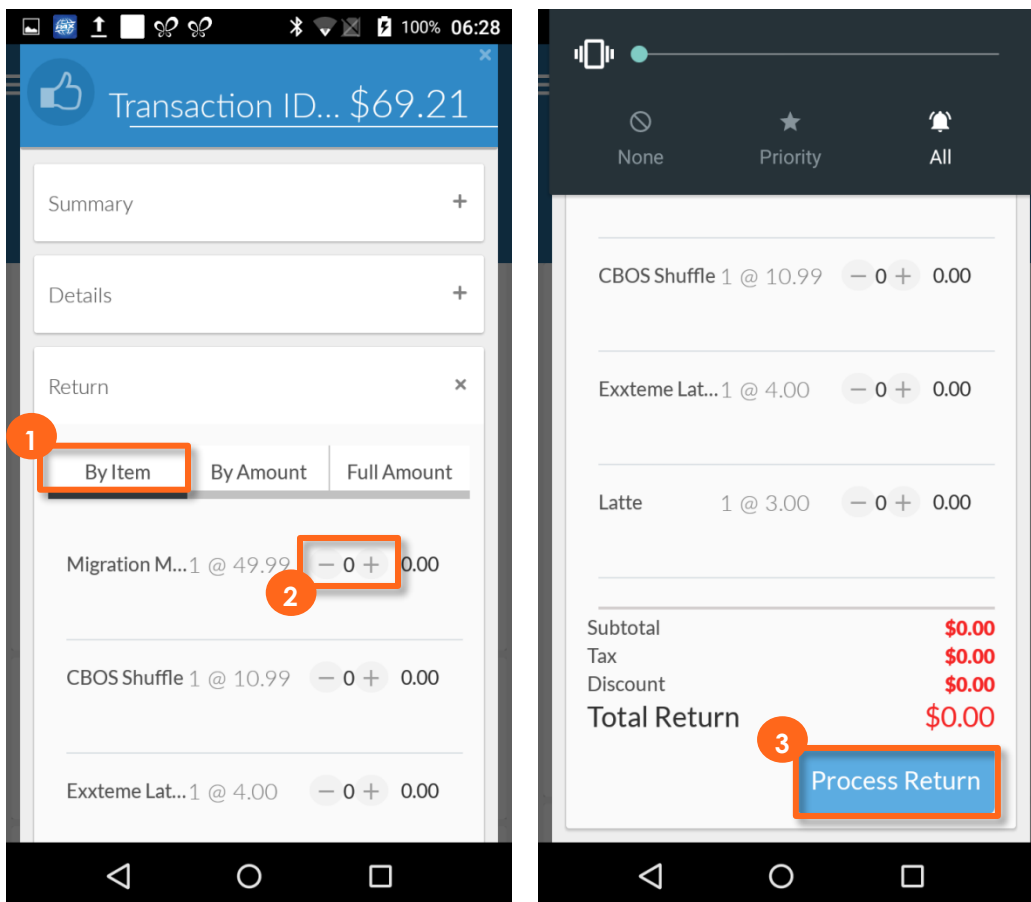 100% 06:28
Transaction ID... $69.21
Summary +
Details +
Return ×
1
By Item By Amount Full Amount
Migration M... 1 @ 49.99 − 0 + 0.00
2
CBOS Shuffle 1 @ 10.99 − 0 + 0.00
Exxteme Lat... 1 @ 4.00 − 0 + 0.00
None Priority All
CBOS Shuffle 1 @ 10.99 − 0 + 0.00
Exxteme Lat... 1 @ 4.00 − 0 + 0.00
Latte 1 @ 3.00 − 0 + 0.00
Subtotal $0.00
Tax $0.00
Discount $0.00
Total Return $0.00
3
Process Return